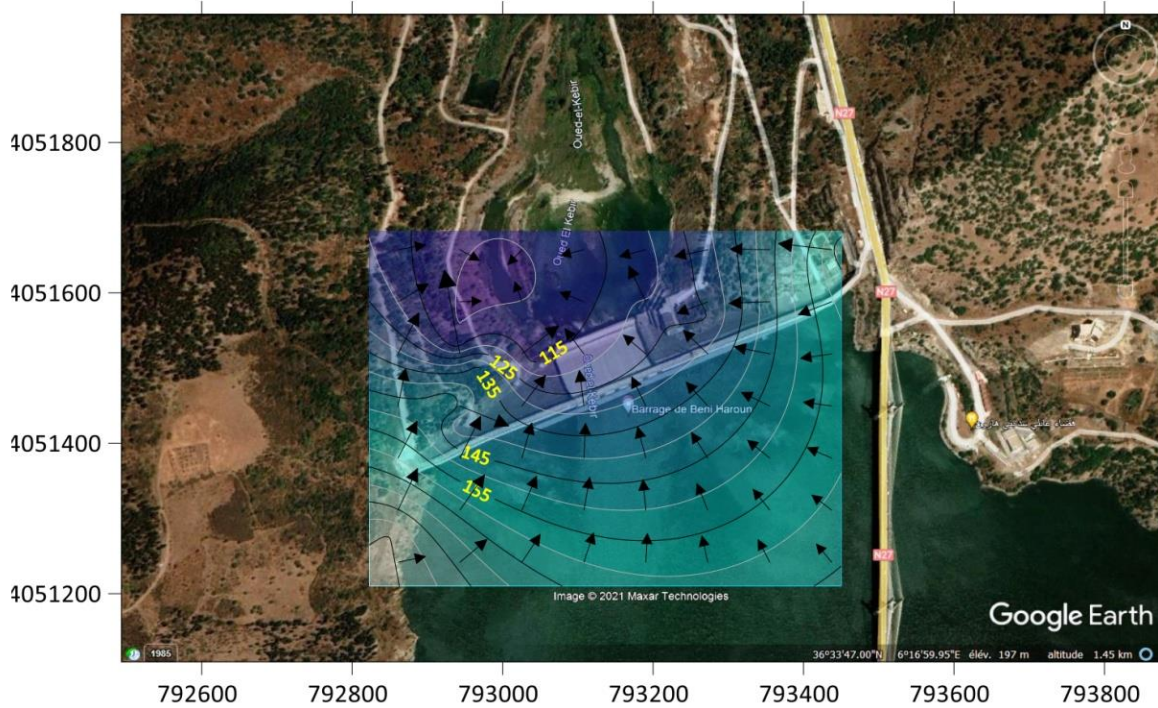 N
N27
Oued-et-Kebir
4051800
Oued El Kebir
4051600
N27
115
125
135
Barrage de Beni Haroun
4051400
145
155
N27
4051200
Image © 2021 Maxar Technologies
Google Earth
1985
36°33'47.00"N 6°16'59.95"E élév. 197 m altitude 1.45 km
792600
792800
793000
793200
793400
793600
793800